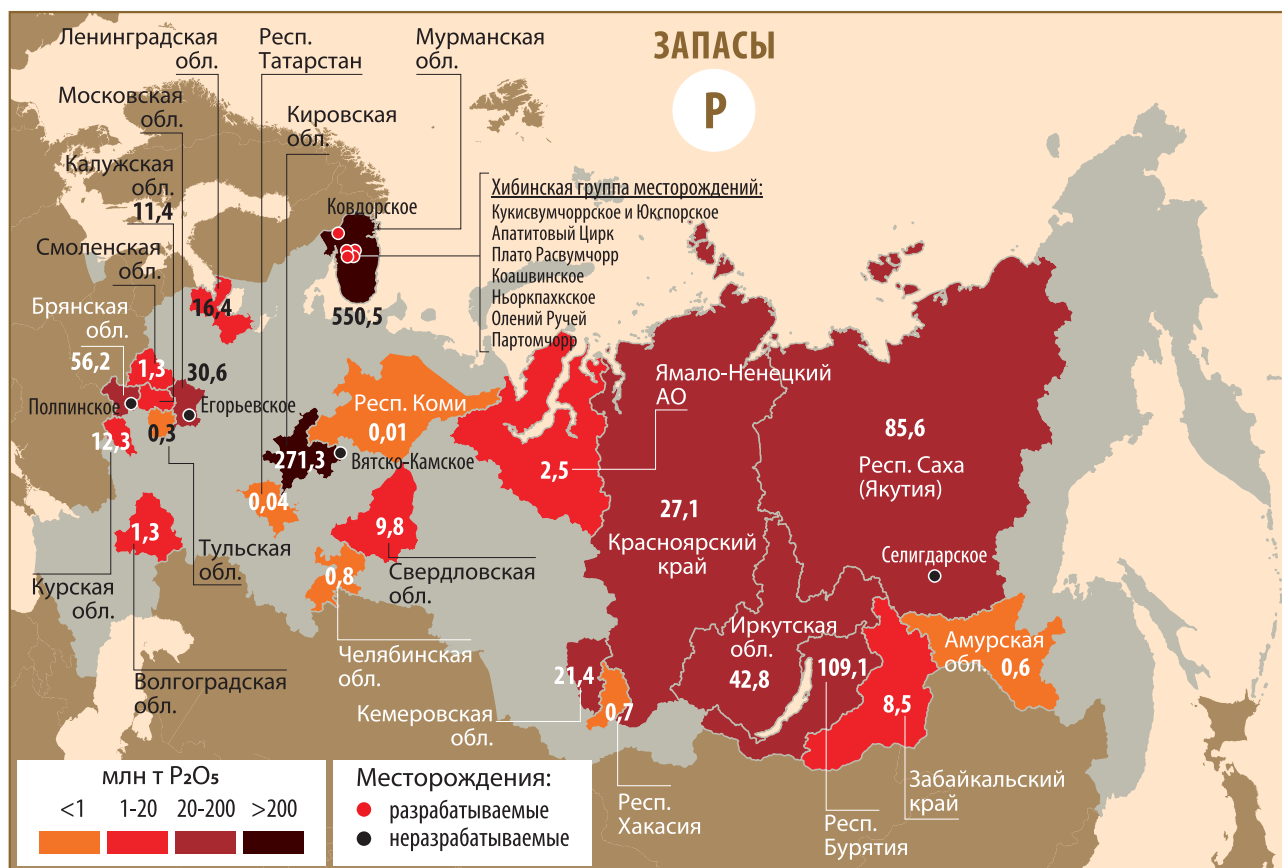 ЗАПАСЫ
P
Ленинградская
обл.
Респ.
Татарстан
Мурманская
обл.
Московская
обл.
Кировская
обл.
Калужская
обл.
11,4
Смоленская
обл.
Брянская
обл.
56,2
Ковдорское
Хибинская группа месторождений:
Кукисвумчоррское и Юкспорское
Апатитовый Цирк
Плато Расвумчорр
Коашвинское
Ньоркпахкское
Олений Ручей
Партомчорр
16,4
550,5
1,3
30,6
Полпинское
Егорьевское
12,3
0,3
Респ. Коми
0,01
271,3
Вятско-Камское
0,04
Ямало-Ненецкий
АО
2,5
85,6
Респ. Саха
(Якутия)
27,1
Красноярский
край
Селигдарское
1,3
9,8
0,8
Тульская
обл.
Свердловская
обл.
Курская
обл.
Волгоградская
обл.
Челябинская
обл.
Кемеровская
обл.
21,4
0,7
Иркутская
обл.
42,8
109,1
8,5
Амурская
обл. 0,6
Респ.
Хакасия
Респ.
Бурятия
Забайкальский
край
млн т P₂O₅
<1 1-20 20-200 >200
Месторождения:
разрабатываемые
неразрабатываемые